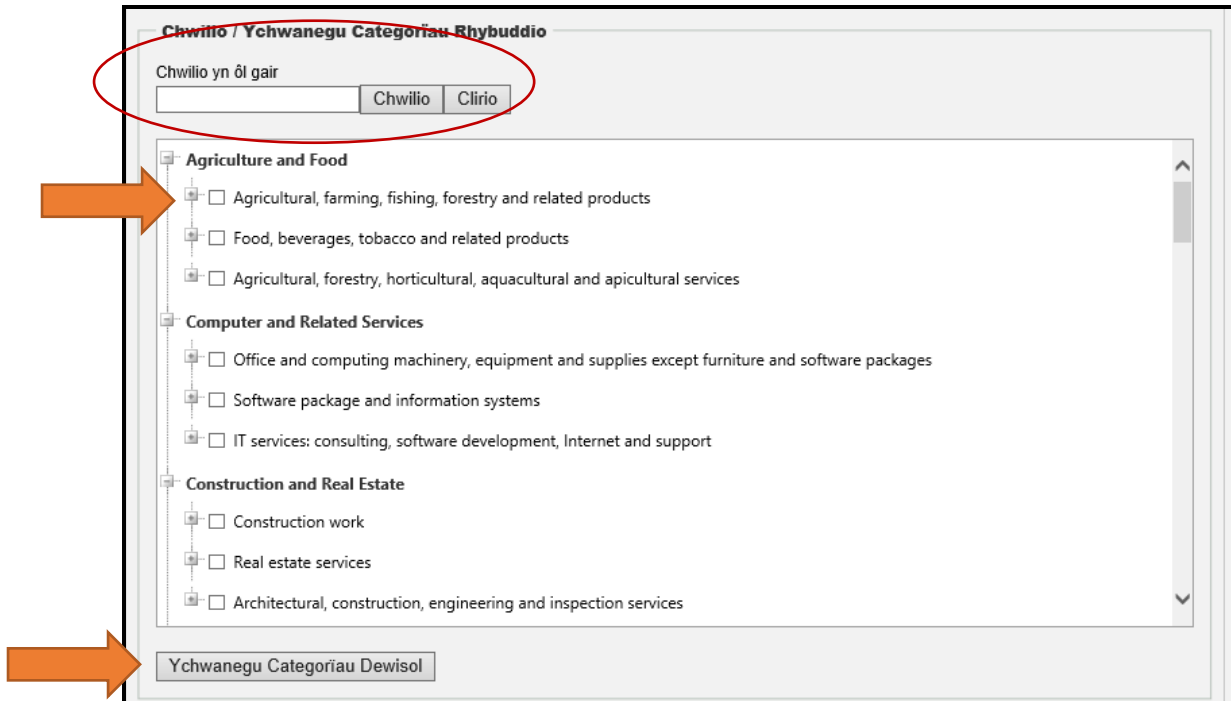 Chwilio / Ychwanegu Categorïau Rhybuddio
Chwilio yn ôl gair
Chwilio Clirio
Agriculture and Food
Agricultural, farming, fishing, forestry and related products
Food, beverages, tobacco and related products
Agricultural, forestry, horticultural, aquacultural and apicultural services
Computer and Related Services
Office and computing machinery, equipment and supplies except furniture and software packages
Software package and information systems
IT services: consulting, software development, Internet and support
Construction and Real Estate
Construction work
Real estate services
Architectural, construction, engineering and inspection services
Ychwanegu Categorïau Dewisol